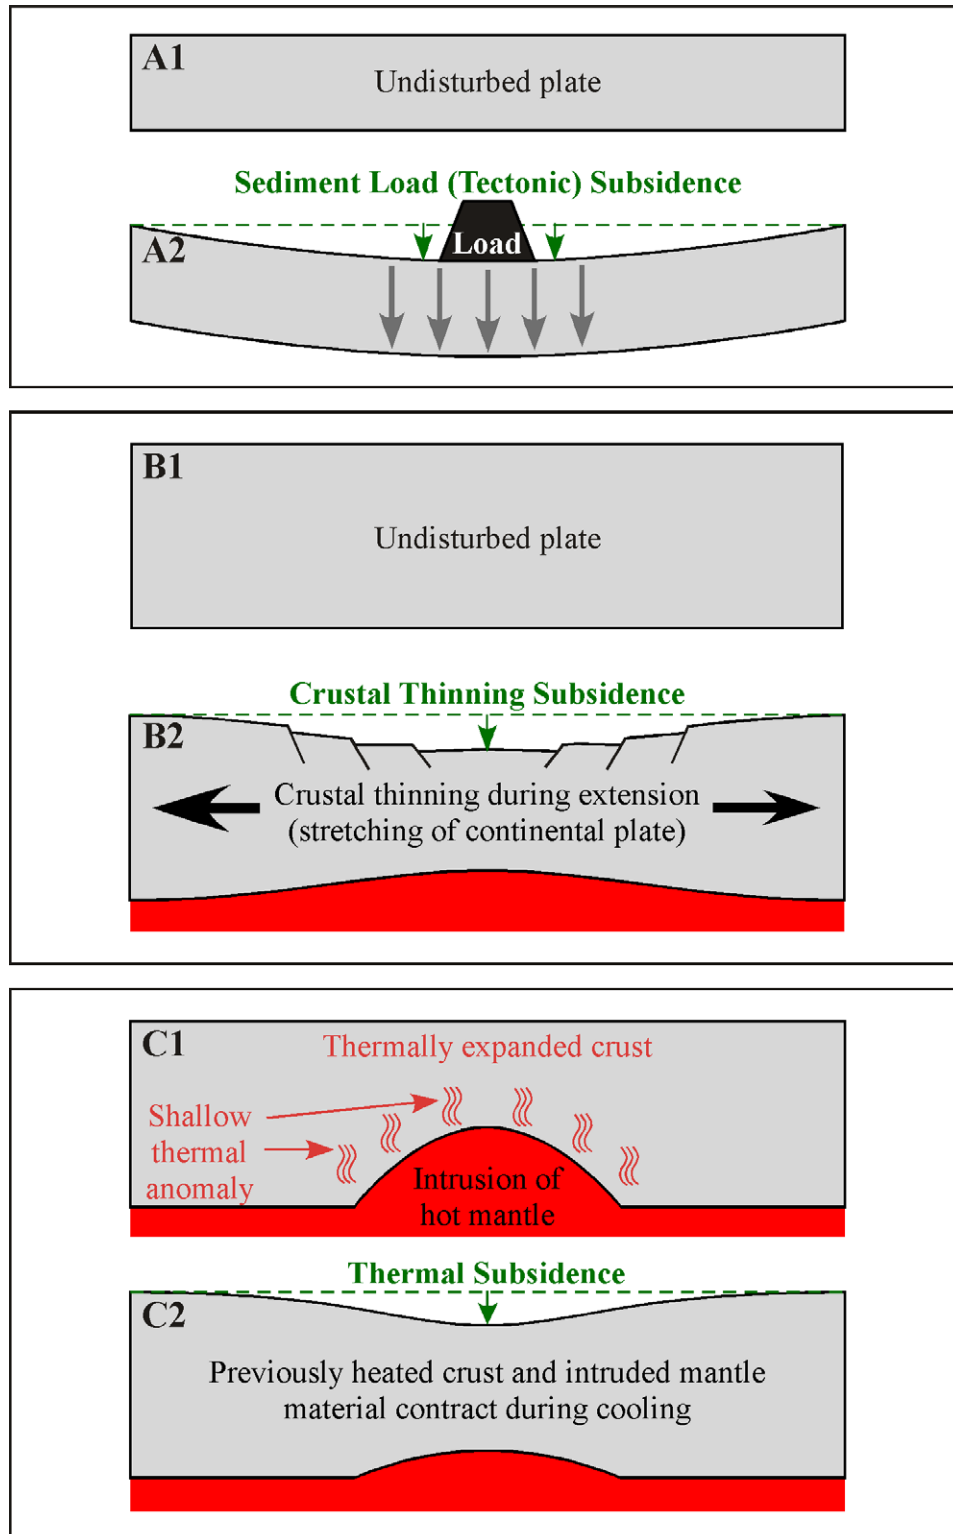 A1
Undisturbed plate
Sediment Load (Tectonic) Subsidence
Load
A2
B1
Undisturbed plate
Crustal Thinning Subsidence
B2
Crustal thinning during extension
(stretching of continental plate)
C1
Thermally expanded crust
Shallow
thermal
anomaly
Intrusion of
hot mantle
Thermal Subsidence
C2
Previously heated crust and intruded mantle
material contract during cooling